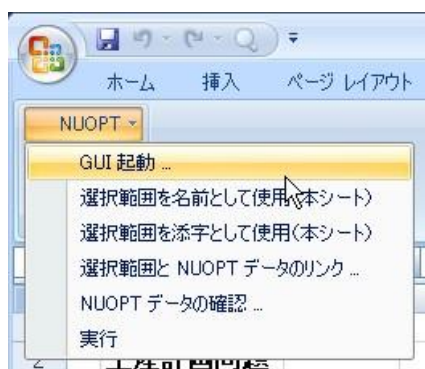 ホーム 挿入 ページ レイアウト
NUOPT
GUI 起動 ...
選択範囲を名前として使用(本シート)
選択範囲を添字として使用(本シート)
選択範囲と NUOPT データのリンク ...
NUOPT データの確認 ...
実行
2